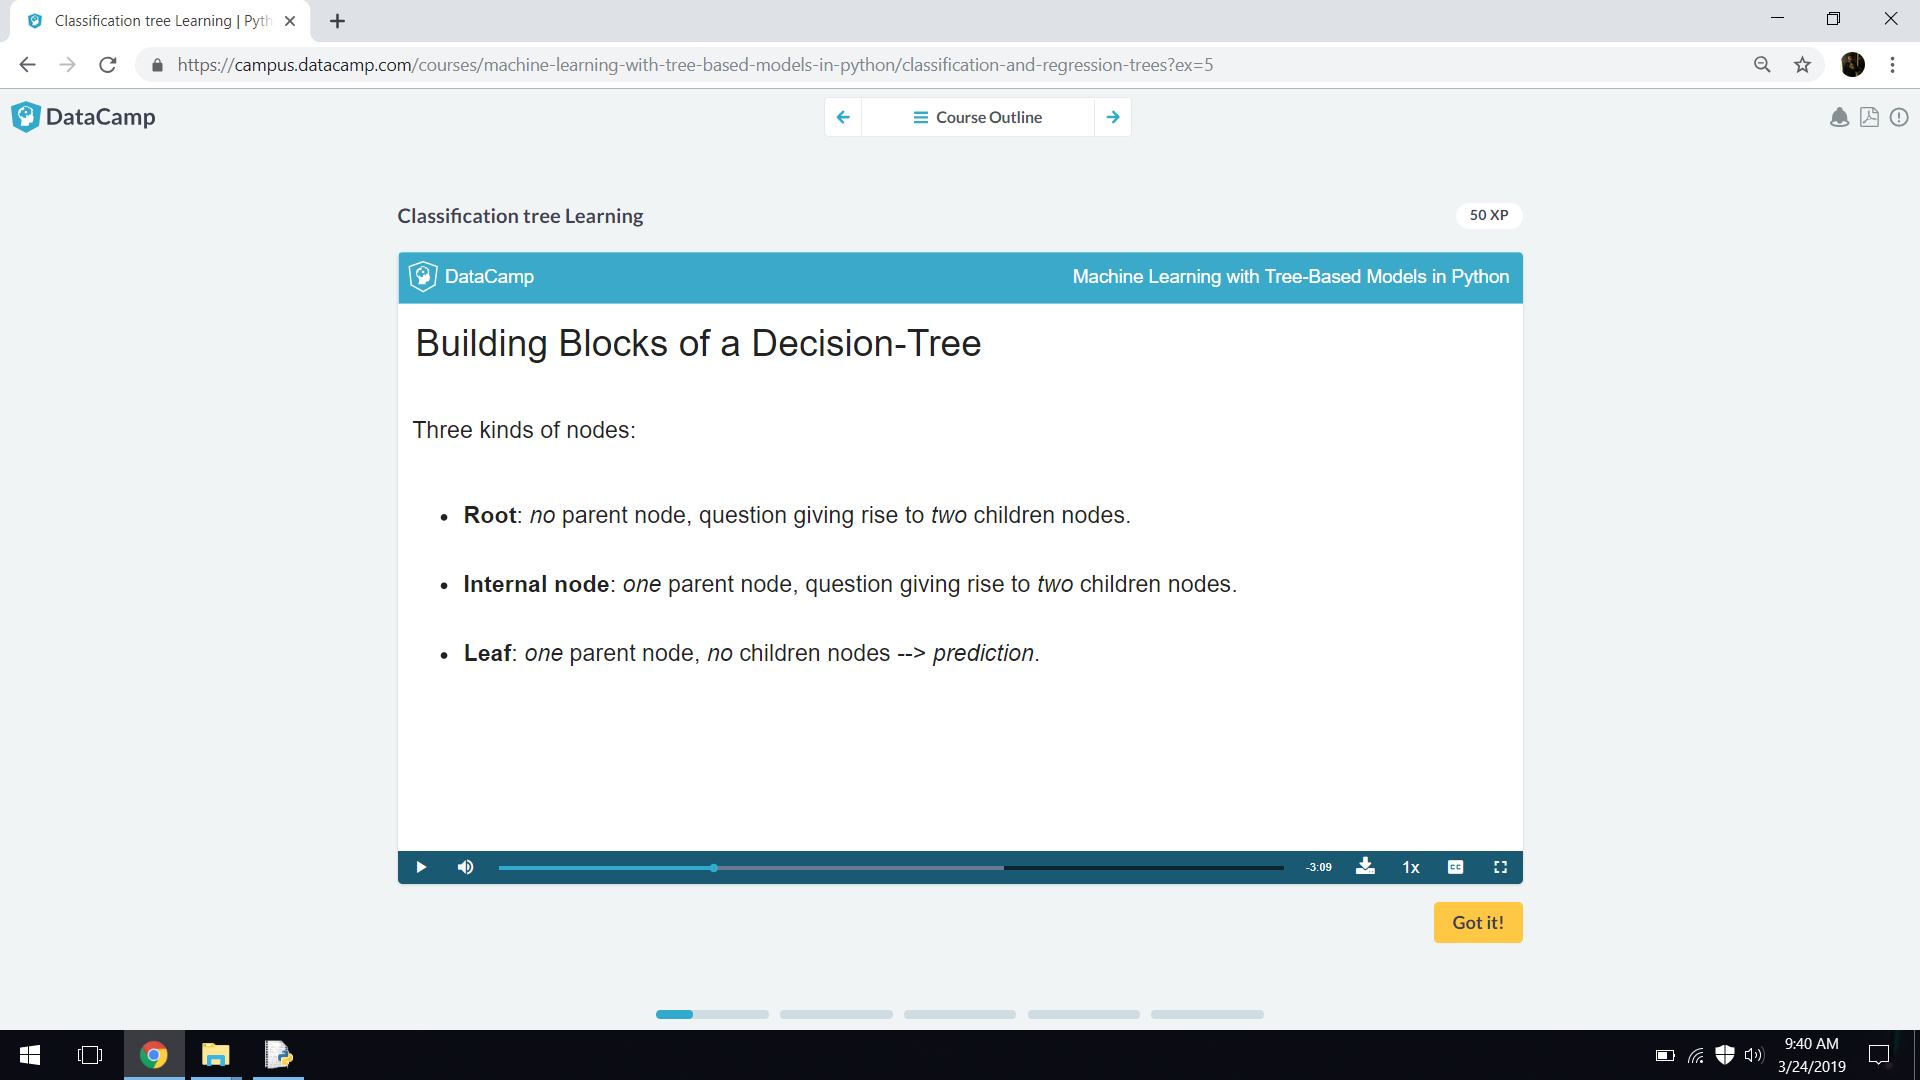 Classification tree Learning | Pyth
https://campus.datacamp.com/courses/machine-learning-with-tree-based-models-in-python/classification-and-regression-trees?ex=5
DataCamp
Course Outline
Classification tree Learning
50 XP
DataCamp
Machine Learning with Tree-Based Models in Python
Building Blocks of a Decision-Tree
Three kinds of nodes:
• Root: no parent node, question giving rise to two children nodes.
• Internal node: one parent node, question giving rise to two children nodes.
• Leaf: one parent node, no children nodes --> prediction.
-3:09
1x
CC
Got it!
9:40 AM
3/24/2019